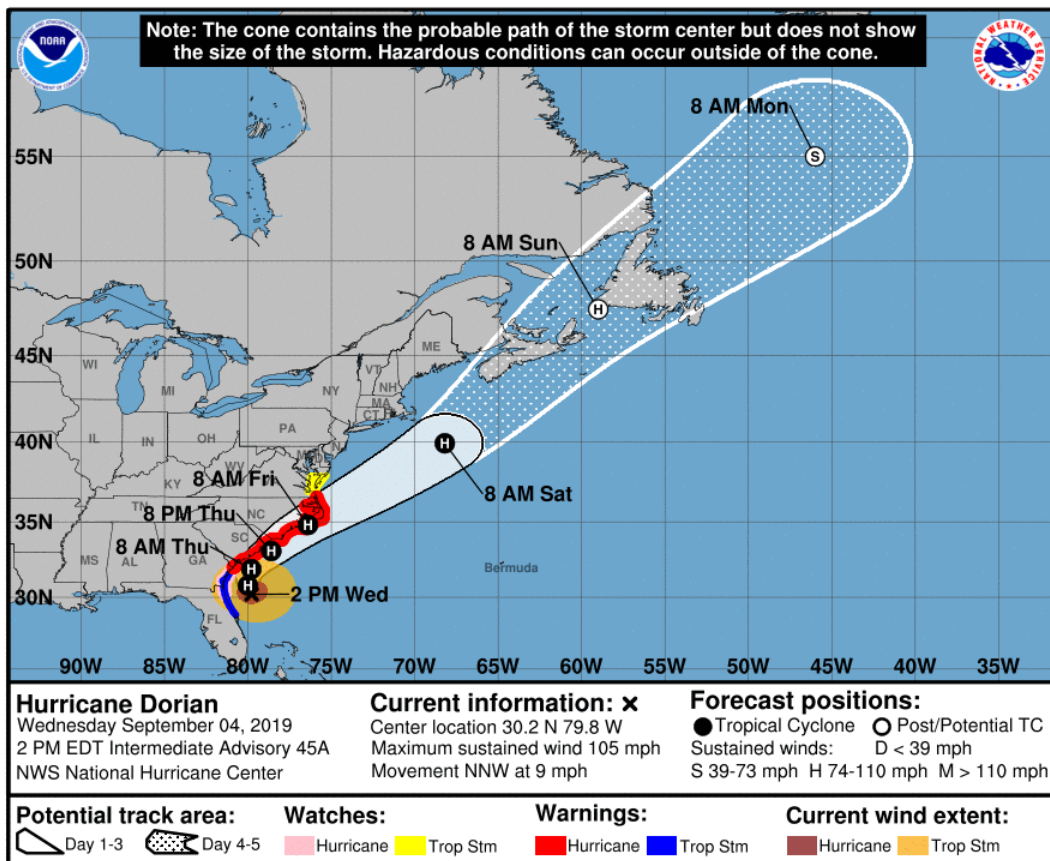 Note: The cone contains the probable path of the storm center but does not show
the size of the storm. Hazardous conditions can occur outside of the cone.
NOAA
NATIONAL WEATHER SERVICE
8 AM Mon
55N
S
8 AM Sun
50N
H
45N
ME
WI
VT
NH
MI
NY
MA
CT
PA
40N
IL
IN
OH
H
8 AM Sat
WV
KY
8 AM Fri
TN
NC
8 PM Thu
H
35N
SC
H
8 AM Thu
MS
AL
GA
H
Bermuda
H
30N
2 PM Wed
FL
90W 85W 80W 75W 70W 65W 60W 55W 50W 45W 40W 35W
Hurricane Dorian
Wednesday September 04, 2019
2 PM EDT Intermediate Advisory 45A
NWS National Hurricane Center
Current information: ×
Center location 30.2 N 79.8 W
Maximum sustained wind 105 mph
Movement NNW at 9 mph
Forecast positions:
Tropical Cyclone Post/Potential TC
Sustained winds: D < 39 mph
S 39-73 mph H 74-110 mph M > 110 mph
Potential track area:
Day 1-3 Day 4-5
Watches:
Hurricane Trop Stm
Warnings:
Hurricane Trop Stm
Current wind extent:
Hurricane Trop Stm